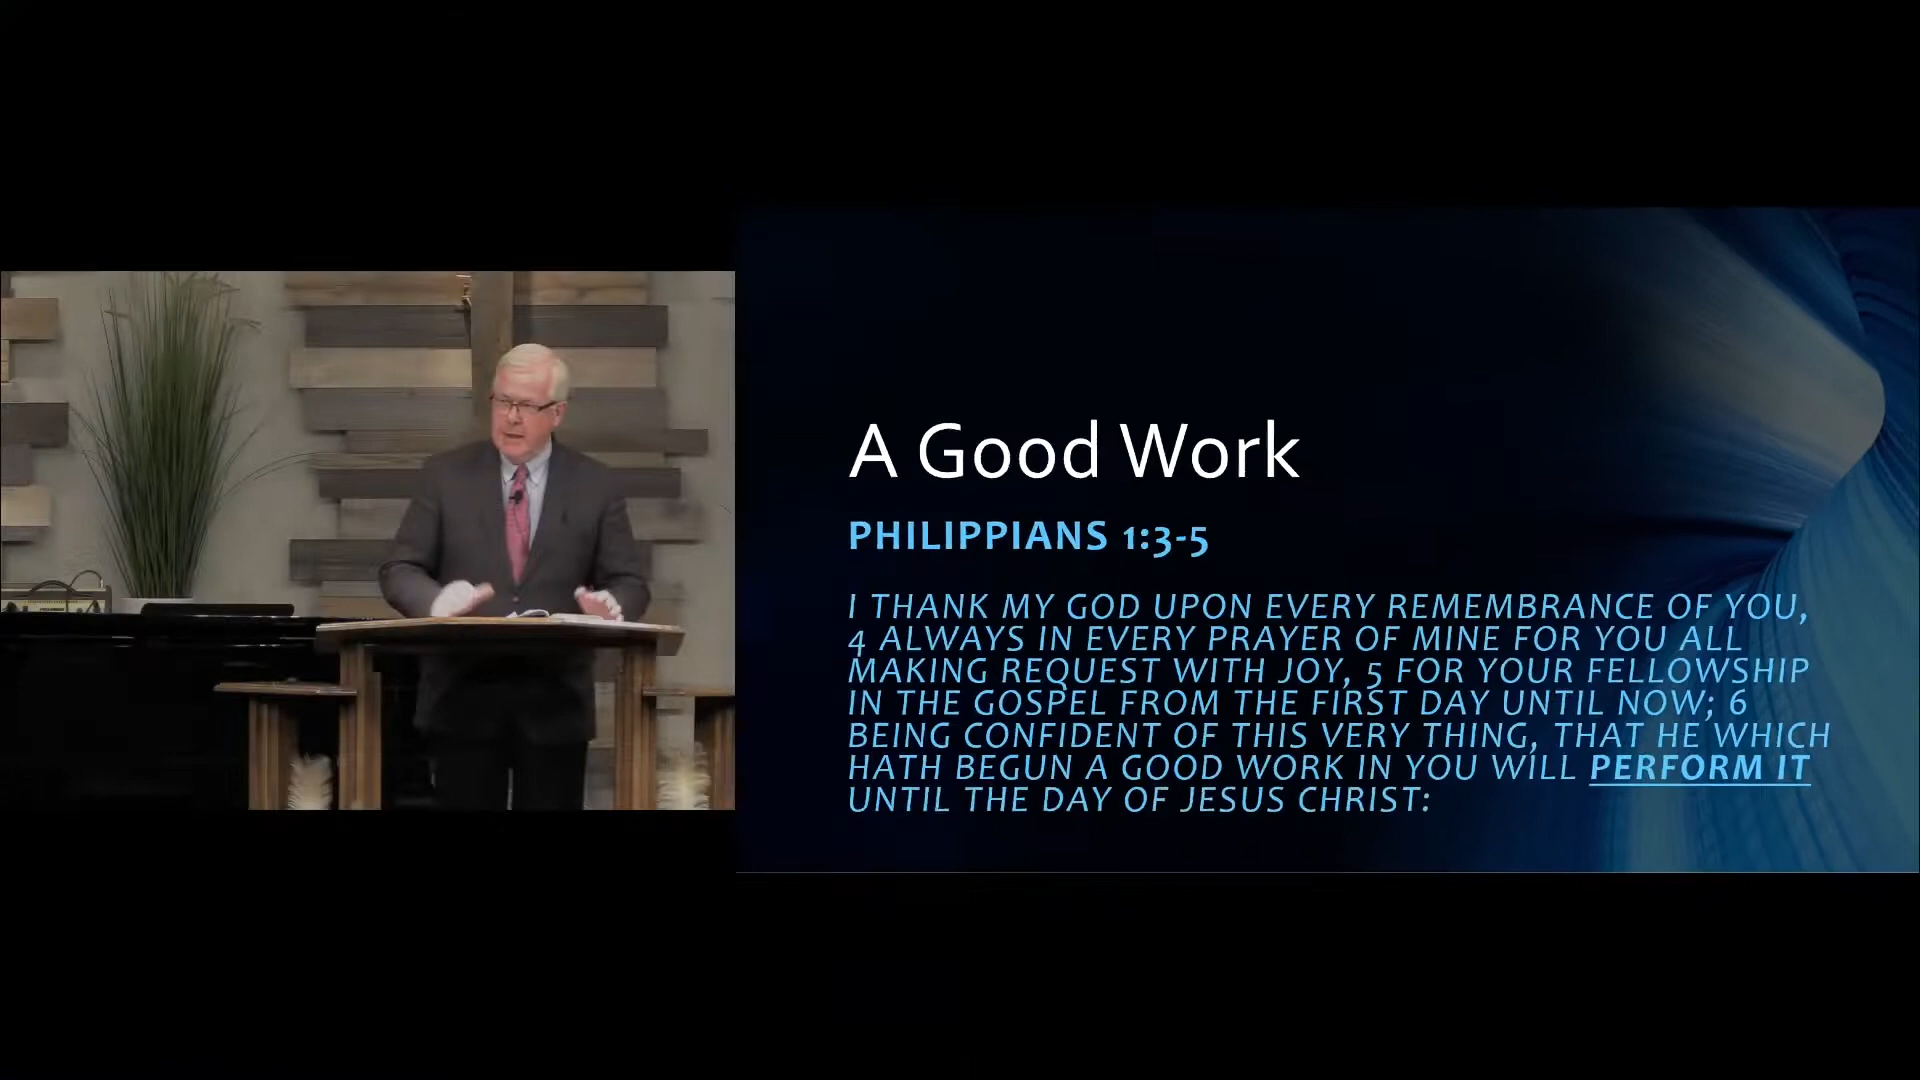 A Good Work
PHILIPPIANS 1:3-5
I THANK MY GOD UPON EVERY REMEMBRANCE OF YOU,
4 ALWAYS IN EVERY PRAYER OF MINE FOR YOU ALL
MAKING REQUEST WITH JOY, 5 FOR YOUR FELLOWSHIP
IN THE GOSPEL FROM THE FIRST DAY UNTIL NOW; 6
BEING CONFIDENT OF THIS VERY THING, THAT HE WHICH
HATH BEGUN A GOOD WORK IN YOU WILL PERFORM IT
UNTIL THE DAY OF JESUS CHRIST: